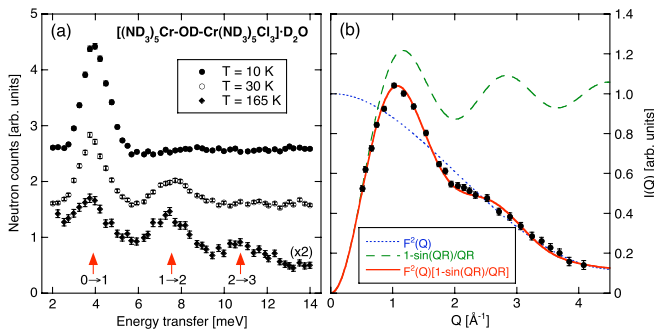 (a)
[(ND₃)₅Cr-OD-Cr(ND₃)₅Cl₃]·D₂O
T = 10 K
T = 30 K
T = 165 K
Neutron counts [arb. units]
5
4
3
2
1
0
(x2)
0→1
1→2
2→3
2
4
6
8
10
12
14
Energy transfer [meV]
(b)
F²(Q)
1-sin(QR)/QR
F²(Q)[1-sin(QR)/QR]
0
1
2
3
4
Q [Å⁻¹]
1.2
1.0
0.8
0.6
0.4
0.2
0
I(Q) [arb. units]